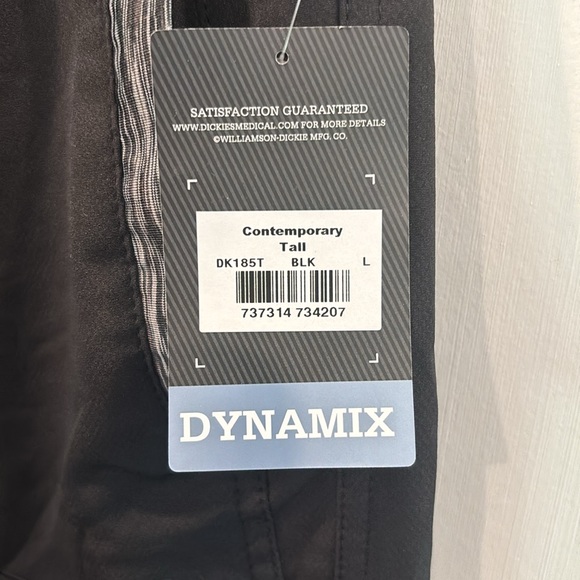 SATISFACTION GUARANTEED
WWW.DICKIESMEDICAL.COM FOR MORE DETAILS
©WILLIAMSON-DICKIE MFG. CO.
Contemporary
Tall
DK185T BLK L
737314 734207
DYNAMIX